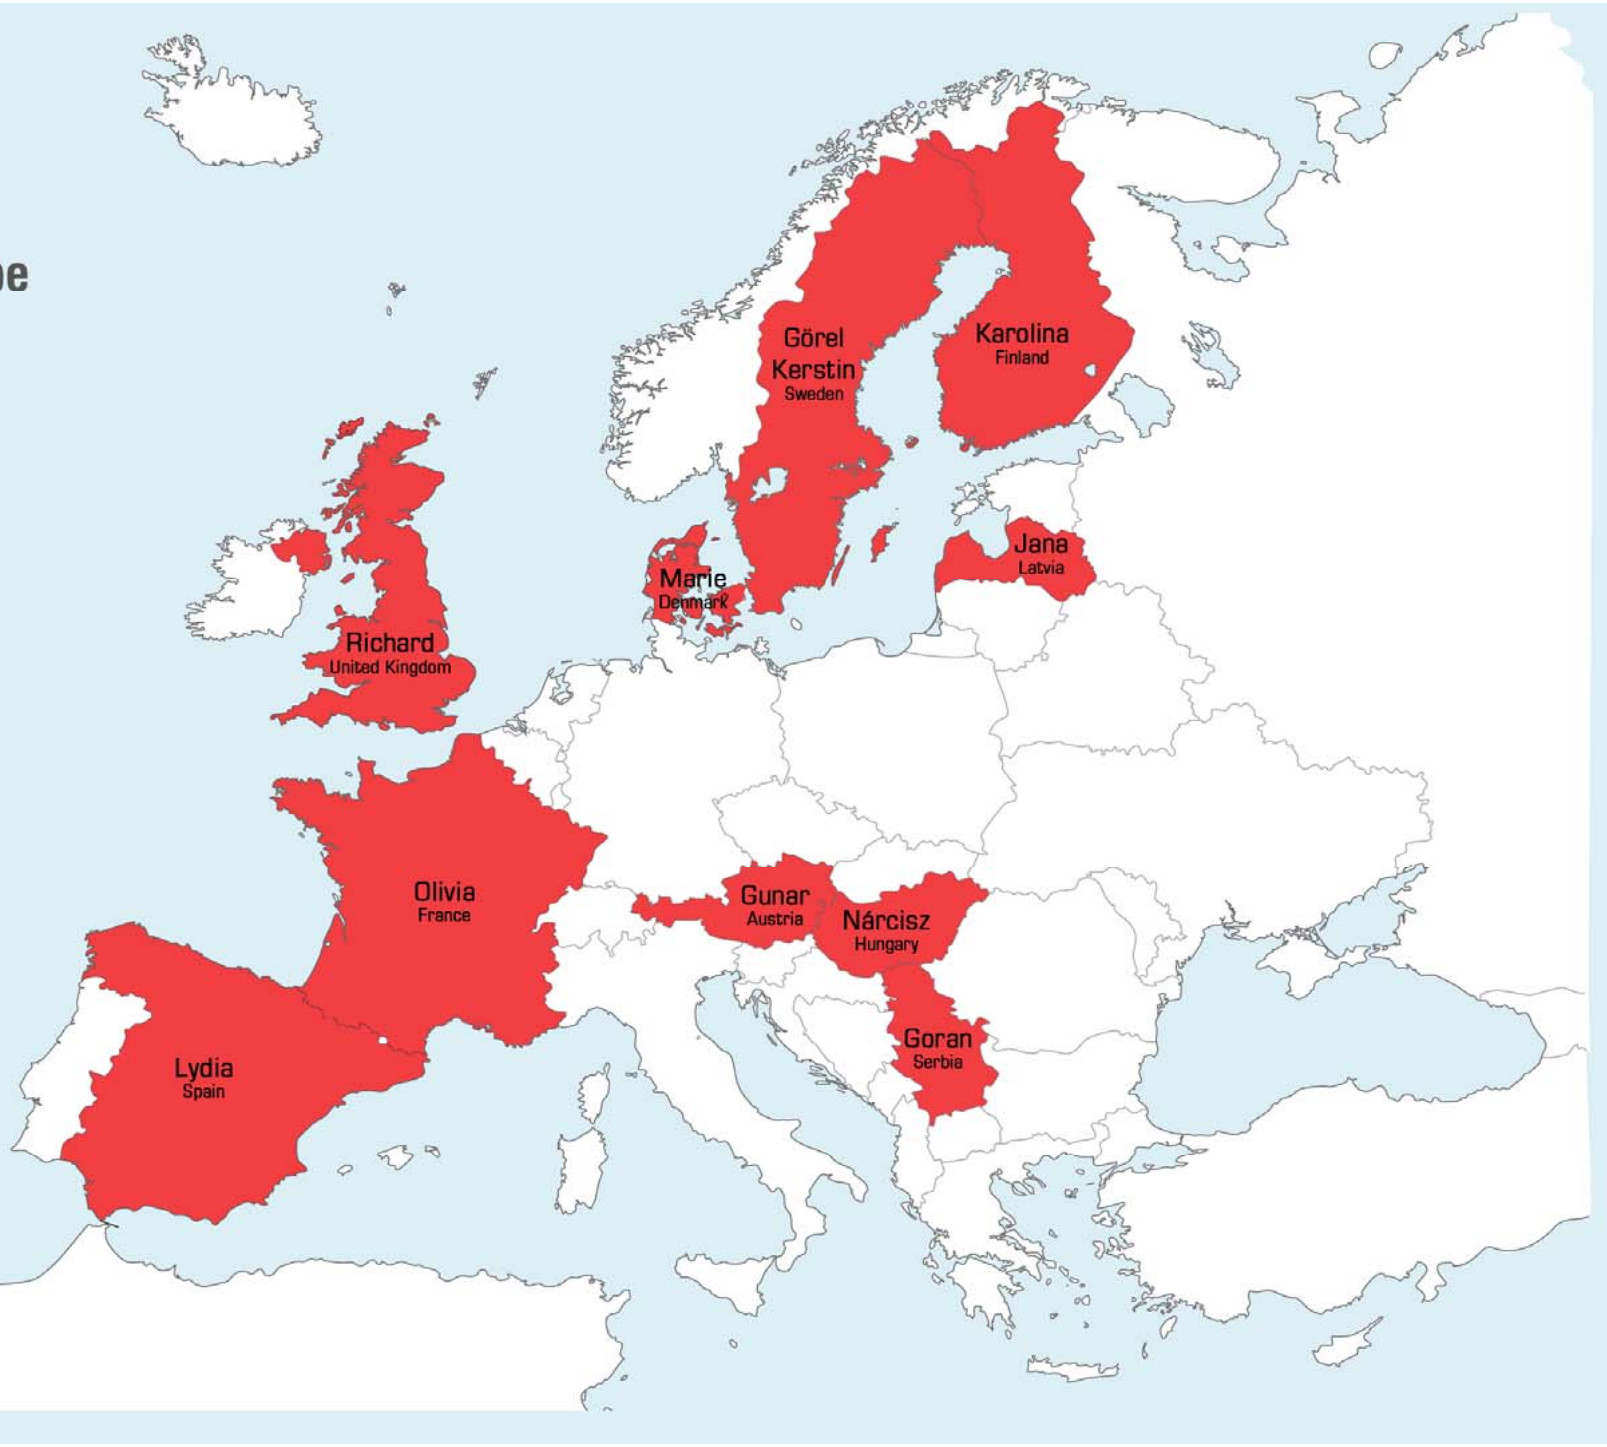 pe
Görel
Kerstin
Sweden
Karolina
Finland
Jana
Latvia
Marie
Denmark
Richard
United Kingdom
Olivia
France
Gunar
Austria
Nárcisz
Hungary
Goran
Serbia
Lydia
Spain